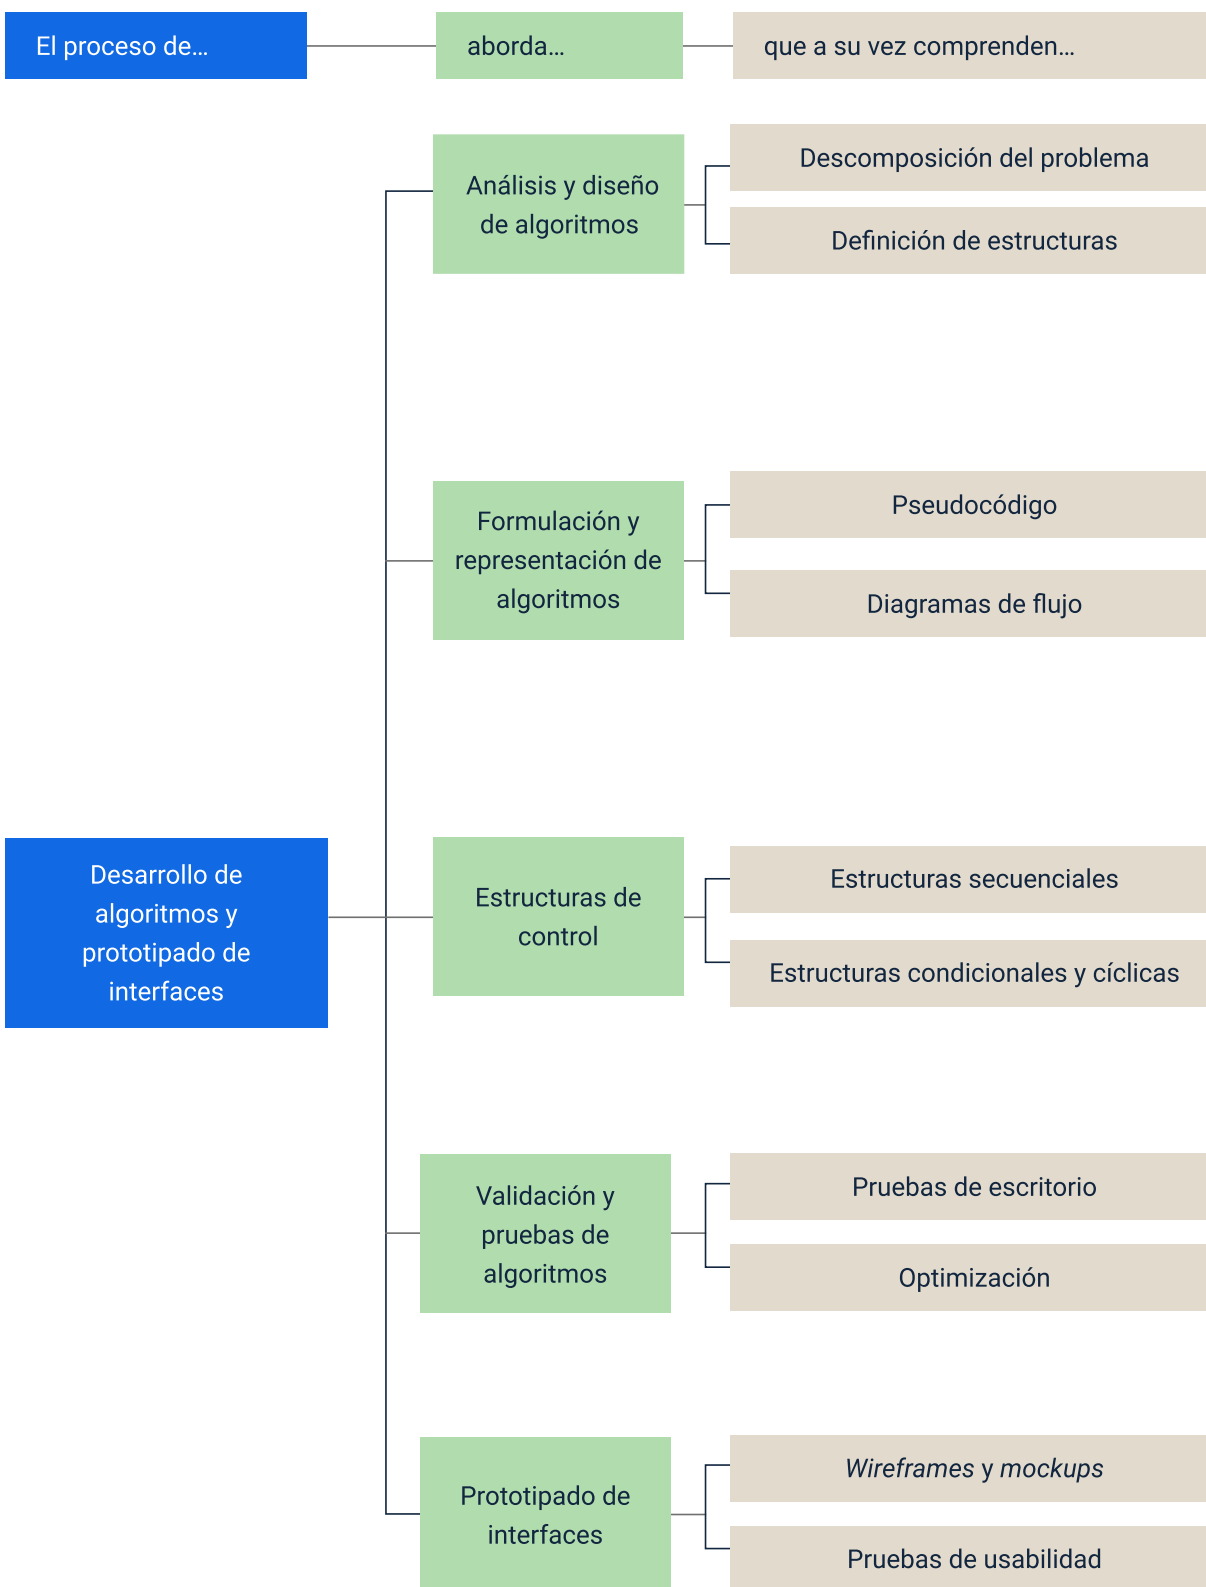 El proceso de…
aborda…
que a su vez comprenden…
Análisis y diseño
de algoritmos
Descomposición del problema
Definición de estructuras
Formulación y
representación de
algoritmos
Pseudocódigo
Diagramas de flujo
Desarrollo de
algoritmos y
prototipado de
interfaces
Estructuras de
control
Estructuras secuenciales
Estructuras condicionales y cíclicas
Validación y
pruebas de
algoritmos
Pruebas de escritorio
Optimización
Prototipado de
interfaces
Wireframes y mockups
Pruebas de usabilidad